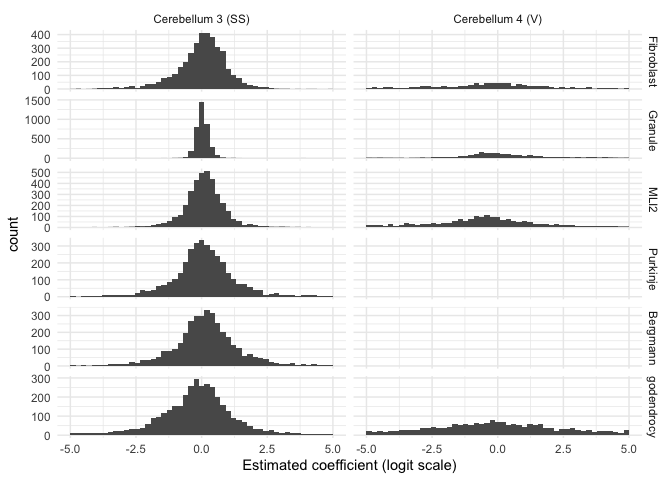 Cerebellum 3 (SS) Cerebellum 4 (V)
400
300
200
100
0
Fibroblast
1500
1000
500
0
Granule
500
400
300
200
100
0
MLI2
300
200
100
0
Purkinje
300
200
100
0
Bergmann
300
200
100
0
godendrocy
count
-5.0 -2.5 0.0 2.5 5.0 -5.0 -2.5 0.0 2.5 5.0
Estimated coefficient (logit scale)